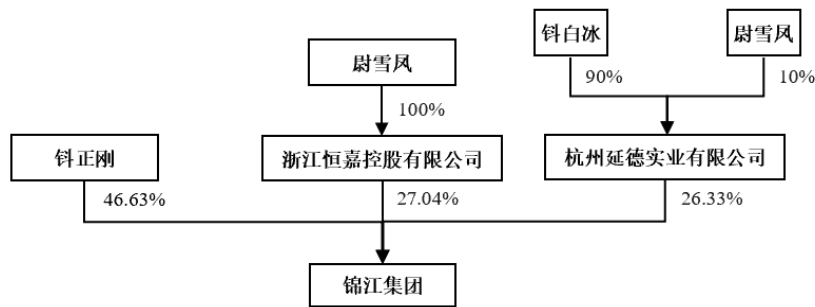 钭白冰
尉雪凤
尉雪凤
90%
10%
100%
钭正刚
浙江恒嘉控股有限公司
杭州延德实业有限公司
46.63%
27.04%
26.33%
锦江集团